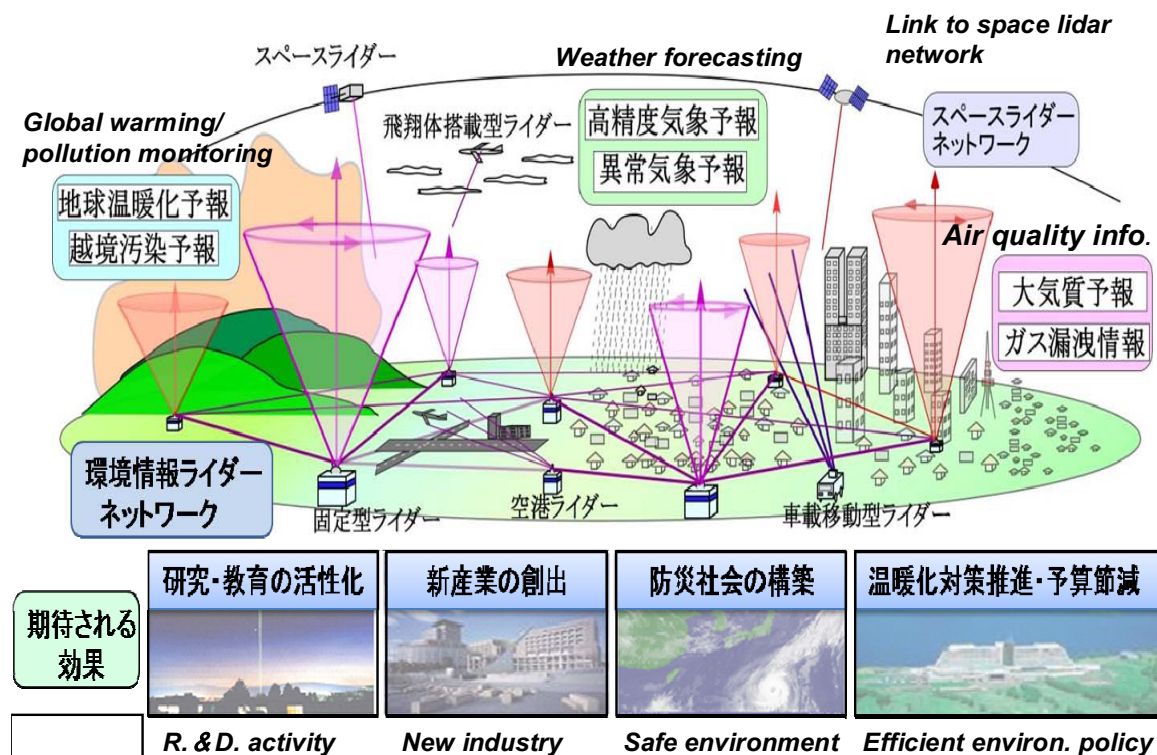 Link to space lidar
network
スペースライダー
Weather forecasting
Global warming/
pollution monitoring
飛翔体搭載型ライダー
高精度気象予報
異常気象予報
スペースライダー
ネットワーク
地球温暖化予報
越境汚染予報
Air quality info.
大気質予報
ガス漏洩情報
環境情報ライダー
ネットワーク
固定型ライダー
空港ライダー
車載移動型ライダー
期待される
効果
研究・教育の活性化
新産業の創出
防災社会の構築
温暖化対策推進・予算節減
R. &D. activity
New industry
Safe environment
Efficient environ. policy